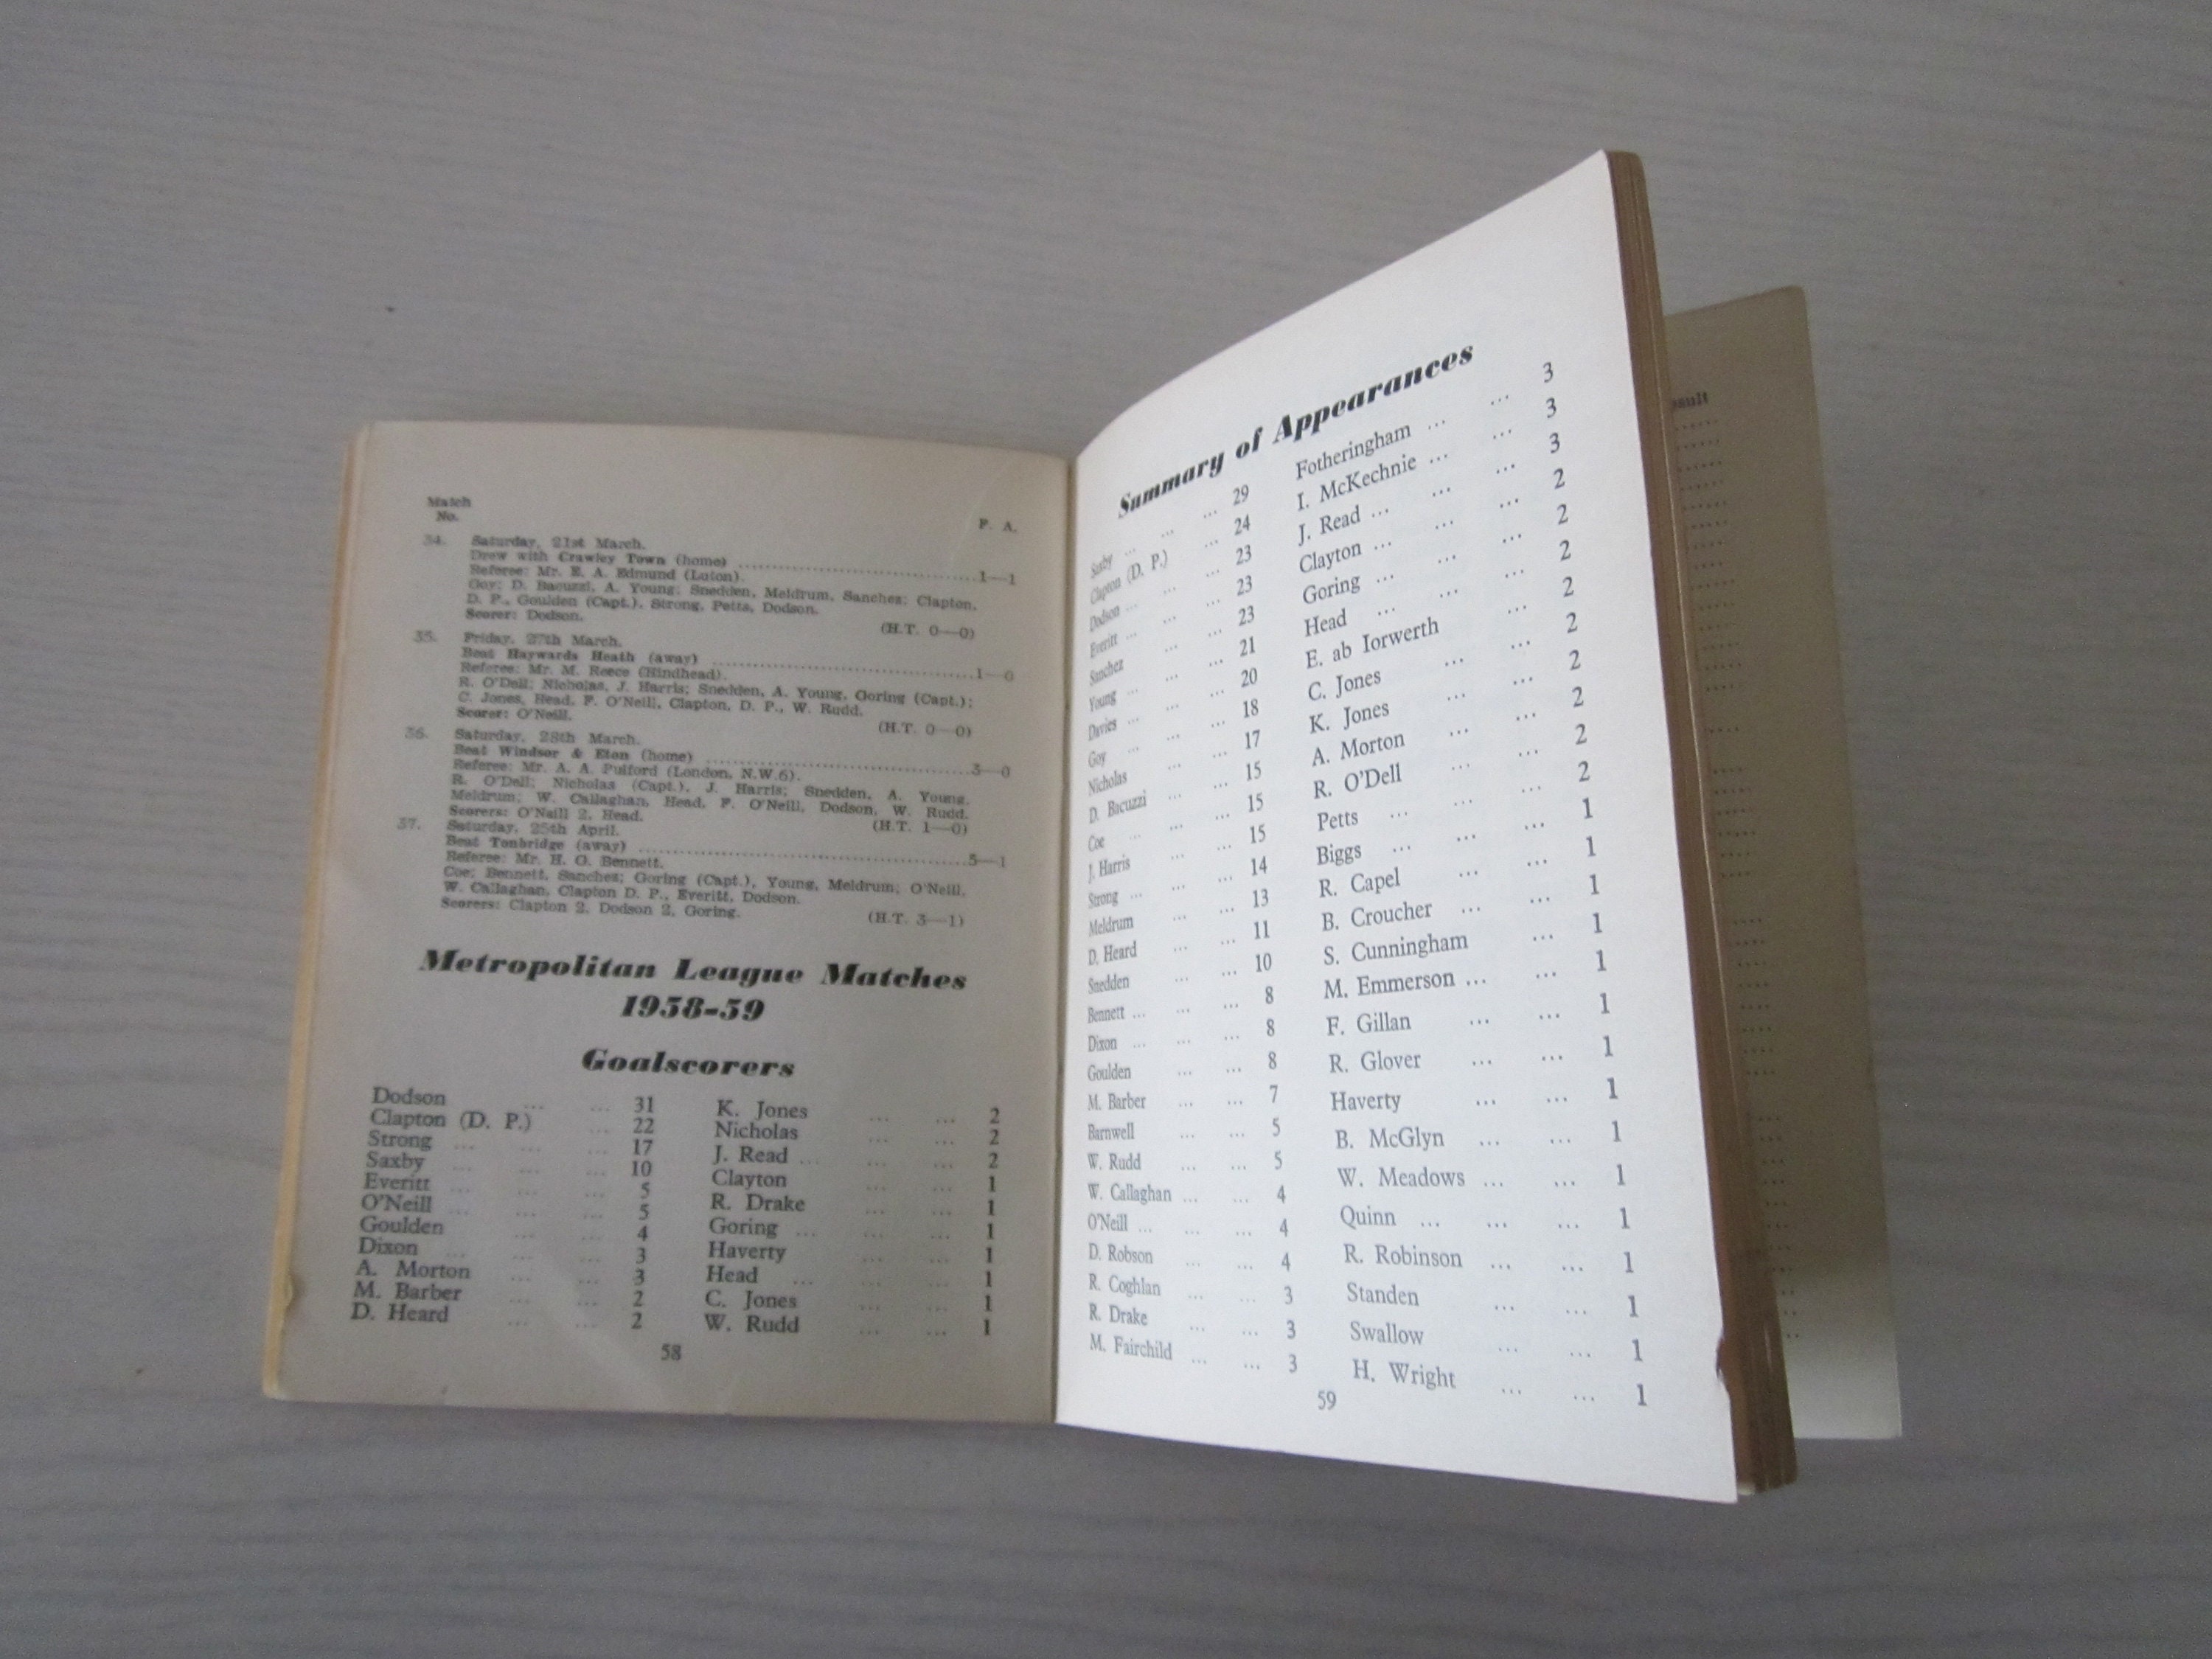 Match
No.
F. A.
34. Saturday, 21st March.
Drew with Crawley Town (home) ........................................1—1
Referee: Mr. E. A. Edmund (Luton).
Goy; D. Bacuzzi, A. Young; Snedden, Meldrum, Sanchez; Clapton,
D. P., Goulden (Capt.), Strong, Petts, Dodson.
Scorer: Dodson. (H.T. 0—0)
35. Friday, 27th March.
Beat Haywards Heath (away) ........................................1—0
Referee: Mr. M. Reece (Hindhead).
R. O'Dell; Nicholas, J. Harris; Snedden, A. Young, Goring (Capt.);
C. Jones, Head, F. O'Neill, Clapton, D. P., W. Rudd.
Scorer: O'Neill. (H.T. 0—0)
36. Saturday, 28th March.
Beat Windsor & Eton (home) ........................................3—0
Referee: Mr. A. A. Pulford (London, N.W.6).
R. O'Dell; Nicholas (Capt.), J. Harris; Snedden, A. Young,
Meldrum; W. Callaghan, Head, F. O'Neill, Dodson, W. Rudd.
Scorers: O'Neill 2, Head. (H.T. 1—0)
37. Saturday, 25th April.
Beat Tonbridge (away) ........................................5—1
Referee: Mr. H. O. Bennett.
Coe; Bennett, Sanchez; Goring (Capt.), Young, Meldrum; O'Neill,
W. Callaghan, Clapton D. P., Everitt, Dodson.
Scorers: Clapton 2, Dodson 2, Goring. (H.T. 3—1)
Metropolitan League Matches
1958-59
Goalscorers
Dodson ... ... 31
Clapton (D. P.) ... 22
Strong ... ... ... 17
Saxby ... ... ... 10
Everitt ... ... ... 5
O'Neill ... ... ... 5
Goulden ... ... 4
Dixon ... ... ... 3
A. Morton ... ... 3
M. Barber ... ... 2
D. Heard ... ... 2
K. Jones ... ... 2
Nicholas ... ... 2
J. Read ... ... ... 2
Clayton ... ... 1
R. Drake ... ... 1
Goring ... ... ... 1
Haverty ... ... 1
Head ... ... ... 1
C. Jones ... ... 1
W. Rudd ... ... 1
58
Summary of Appearances
Saxby ... ... ... 29
Clapton (D. P.) ... 24
Dodson ... ... ... 23
Everitt ... ... ... 23
Sanchez ... ... 23
Young ... ... ... 21
Davies ... ... ... 20
Goy ... ... ... 18
Nicholas ... ... 17
D. Bacuzzi ... ... 15
Coe ... ... ... 15
J. Harris ... ... 15
Strong ... ... ... 14
Meldrum ... ... 13
D. Heard ... ... 11
Snedden ... ... 10
Bennett ... ... ... 8
Dixon ... ... ... 8
Goulden ... ... 8
M. Barber ... ... 7
Barnwell ... ... 5
W. Rudd ... ... 5
W. Callaghan ... ... 4
O'Neill ... ... ... 4
D. Robson ... ... 4
R. Coghlan ... ... 3
R. Drake ... ... 3
M. Fairchild ... ... 3
Fotheringham ... ... 3
I. McKechnie ... ... 3
J. Read ... ... ... 3
Clayton ... ... ... 2
Goring ... ... ... 2
Head ... ... ... 2
E. ab Iorwerth ... 2
C. Jones ... ... 2
K. Jones ... ... 2
A. Morton ... ... 2
R. O'Dell ... ... 2
Petts ... ... ... 2
Biggs ... ... ... 1
R. Capel ... ... 1
B. Croucher ... ... 1
S. Cunningham ... 1
M. Emmerson ... ... 1
F. Gillan ... ... 1
R. Glover ... ... 1
Haverty ... ... 1
B. McGlyn ... ... 1
W. Meadows ... ... 1
Quinn ... ... ... 1
R. Robinson ... ... 1
Standen ... ... 1
Swallow ... ... 1
H. Wright ... ... 1
59